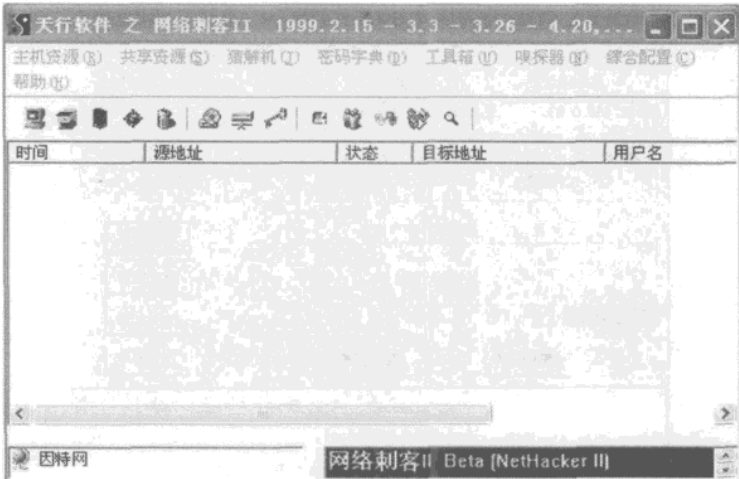 天行软件 之 网络刺客II 1999.2.15 - 3.3 - 3.26 - 4.20,...
主机资源(R) 共享资源(S) 猜解机(T) 密码字典(D) 工具箱(U) 嗅探器(N) 综合配置(C)
帮助(H)
时间 源地址 状态 目标地址 用户名
因特网 网络刺客II Beta (NetHacker II)